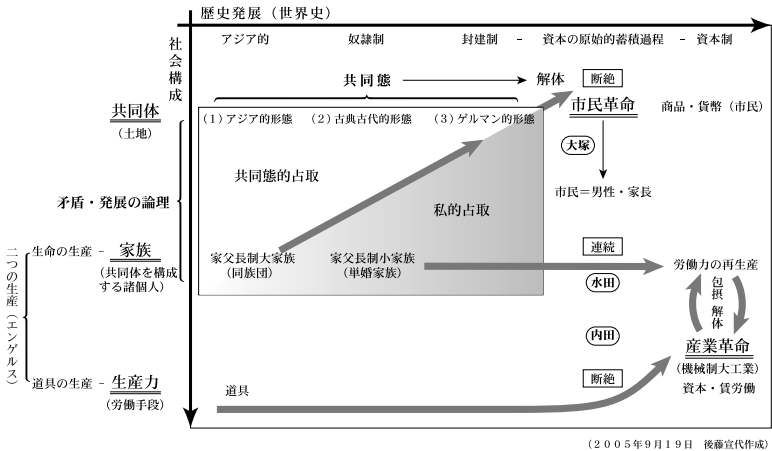 歴史発展(世界史)
社会構成
アジア的 奴隷制 封建制 － 資本の原始的蓄積過程 － 資本制
共同態 解体 断絶
共同体
(土地)
(1)アジア的形態 (2)古典古代的形態 (3)ゲルマン的形態
市民革命
商品・貨幣(市民)
大塚
共同態的占取
市民＝男性・家長
矛盾・発展の論理
私的占取
二つの生産(エンゲルス)
生命の生産 － 家族
(共同体を構成
する諸個人)
家父長制大家族
(同族団)
家父長制小家族
(単婚家族)
連続
水田
労働力の再生産
包摂
解体
内田
産業革命
(機械制大工業)
資本・賃労働
道具の生産 － 生産力
(労働手段)
道具
断絶
(2005年9月19日 後藤宣代作成)